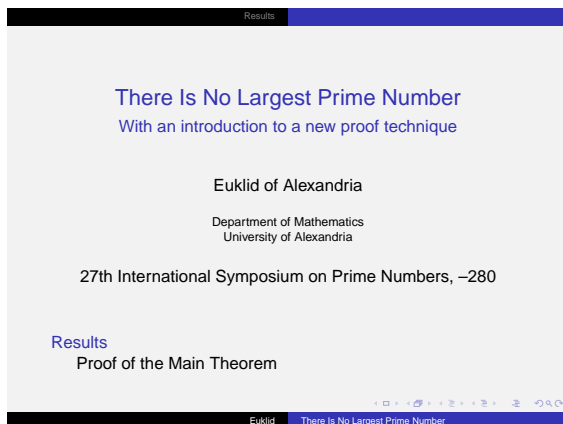 Results
There Is No Largest Prime Number
With an introduction to a new proof technique
Euklid of Alexandria
Department of Mathematics
University of Alexandria
27th International Symposium on Prime Numbers, –280
Results
Proof of the Main Theorem
Euklid There Is No Largest Prime Number